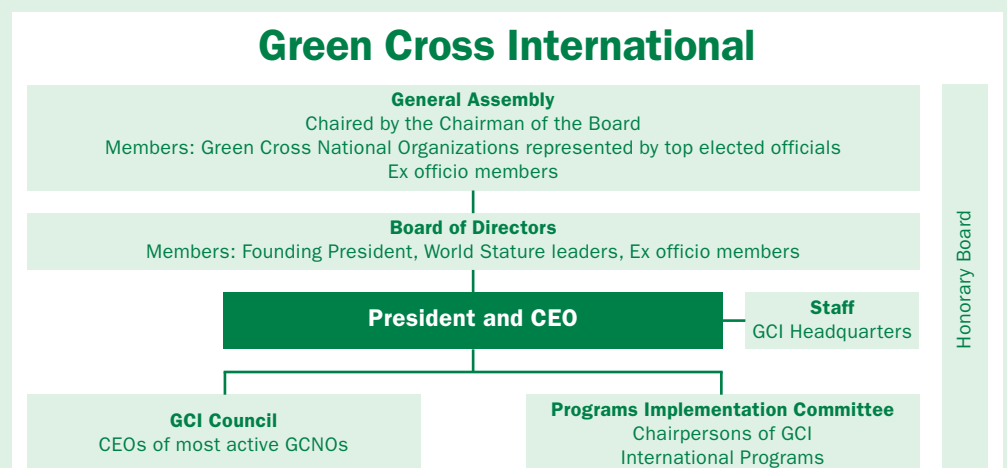 Green Cross International
General Assembly
Chaired by the Chairman of the Board
Members: Green Cross National Organizations represented by top elected officials
Ex officio members
Board of Directors
Members: Founding President, World Stature leaders, Ex officio members
President and CEO
Staff
GCI Headquarters
Honorary Board
GCI Council
CEOs of most active GCNOs
Programs Implementation Committee
Chairpersons of GCI
International Programs